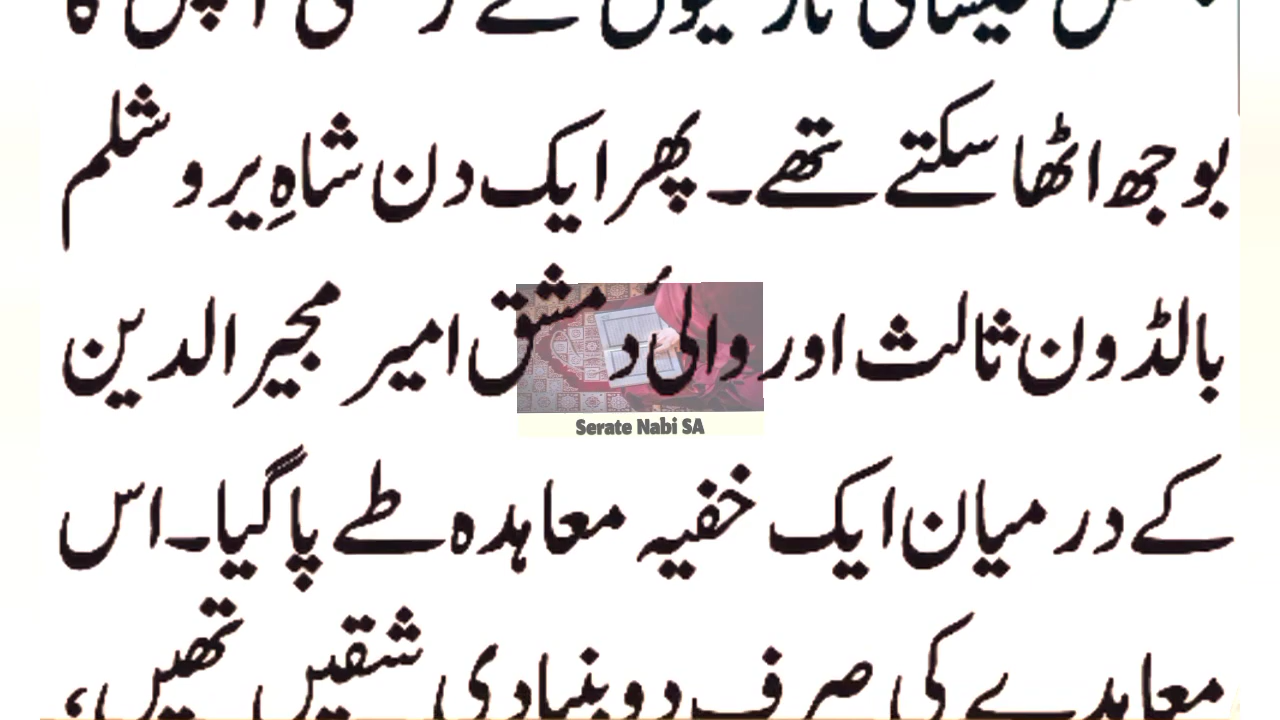 بوجھ اٹھا سکتے تھے۔ پھر ایک دن شاہِ یروشلم
بالڈون ثالث اور والیٔ دمشق امیر مجیر الدین
Serate Nabi SA
کے درمیان ایک خفیہ معاہدہ طے پا گیا۔ اس
معاہدے کی صرف دو بنیادی شقیں تھیں،